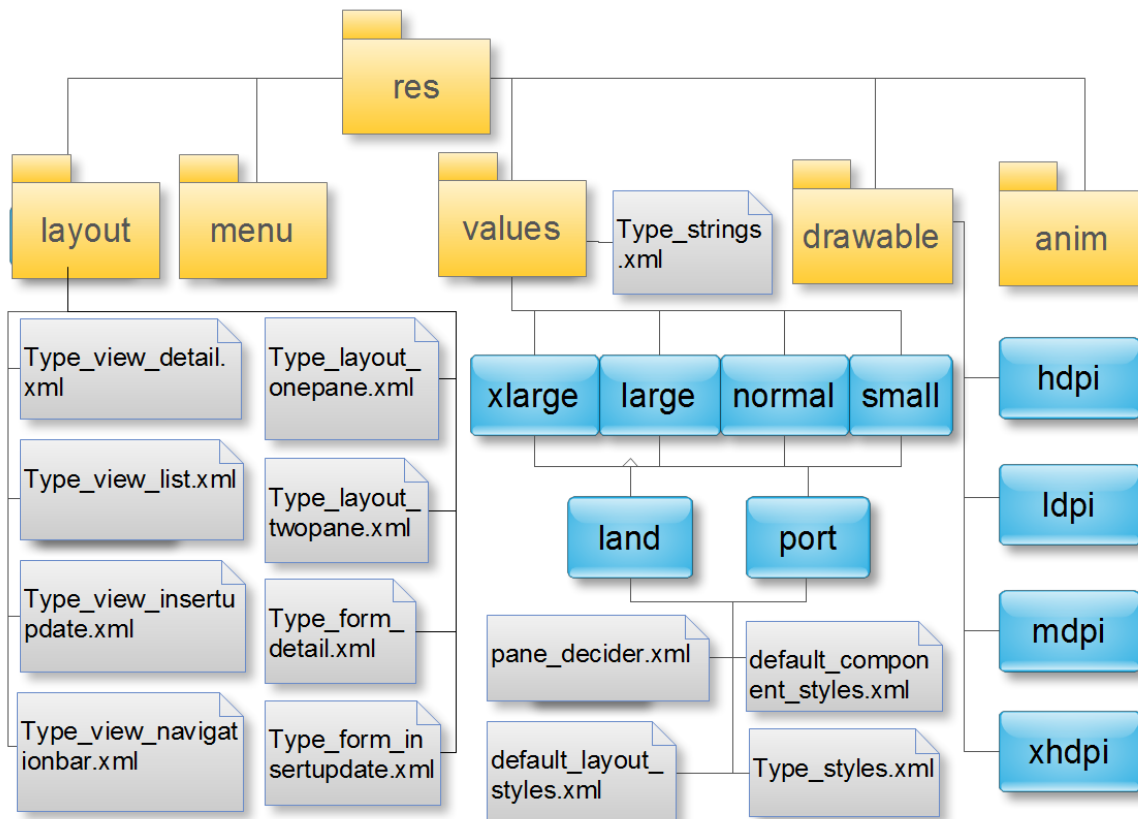 res
layout
menu
values
Type_strings
.xml
drawable
anim
Type_view_detail.
xml
Type_layout_
onepane.xml
Type_view_list.xml
Type_layout_
twopane.xml
Type_view_insertu
pdate.xml
Type_form_
detail.xml
Type_view_navigat
ionbar.xml
Type_form_in
sertupdate.xml
xlarge
large
normal
small
land
port
pane_decider.xml
default_compon
ent_styles.xml
default_layout_
styles.xml
Type_styles.xml
hdpi
ldpi
mdpi
xhdpi